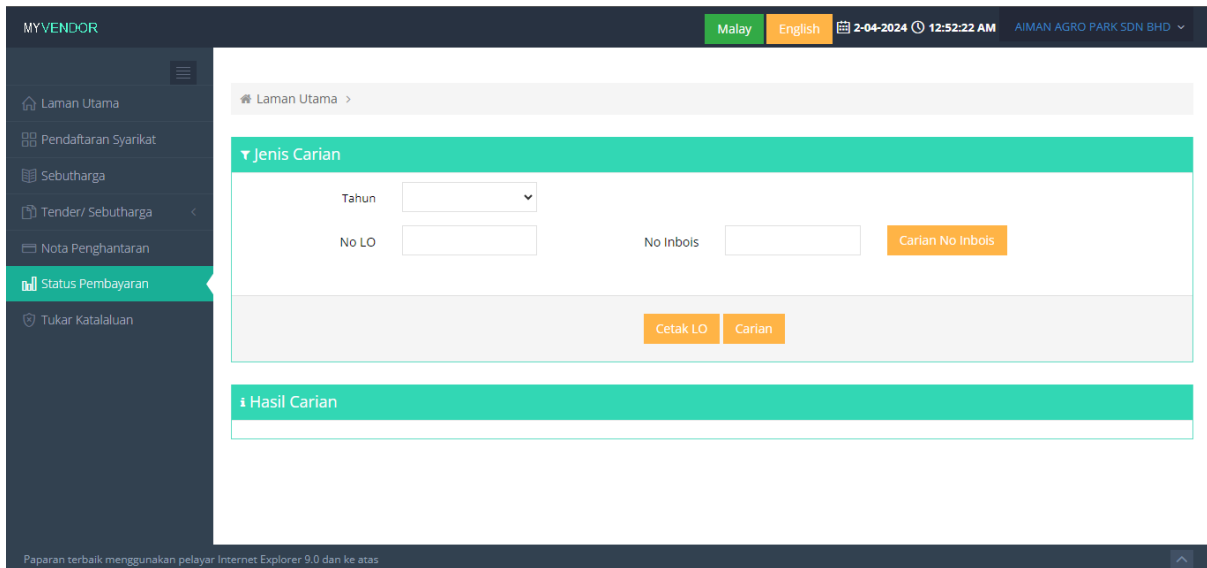 MYVENDOR
Malay English 2-04-2024 12:52:22 AM AIMAN AGRO PARK SDN BHD
Laman Utama
Pendaftaran Syarikat
Sebutharga
Tender/ Sebutharga
Nota Penghantaran
Status Pembayaran
Tukar Katalaluan
Laman Utama >
Jenis Carian
Tahun
No LO No Inbois Carian No Inbois
Cetak LO Carian
Hasil Carian
Paparan terbaik menggunakan pelayar Internet Explorer 9.0 dan ke atas